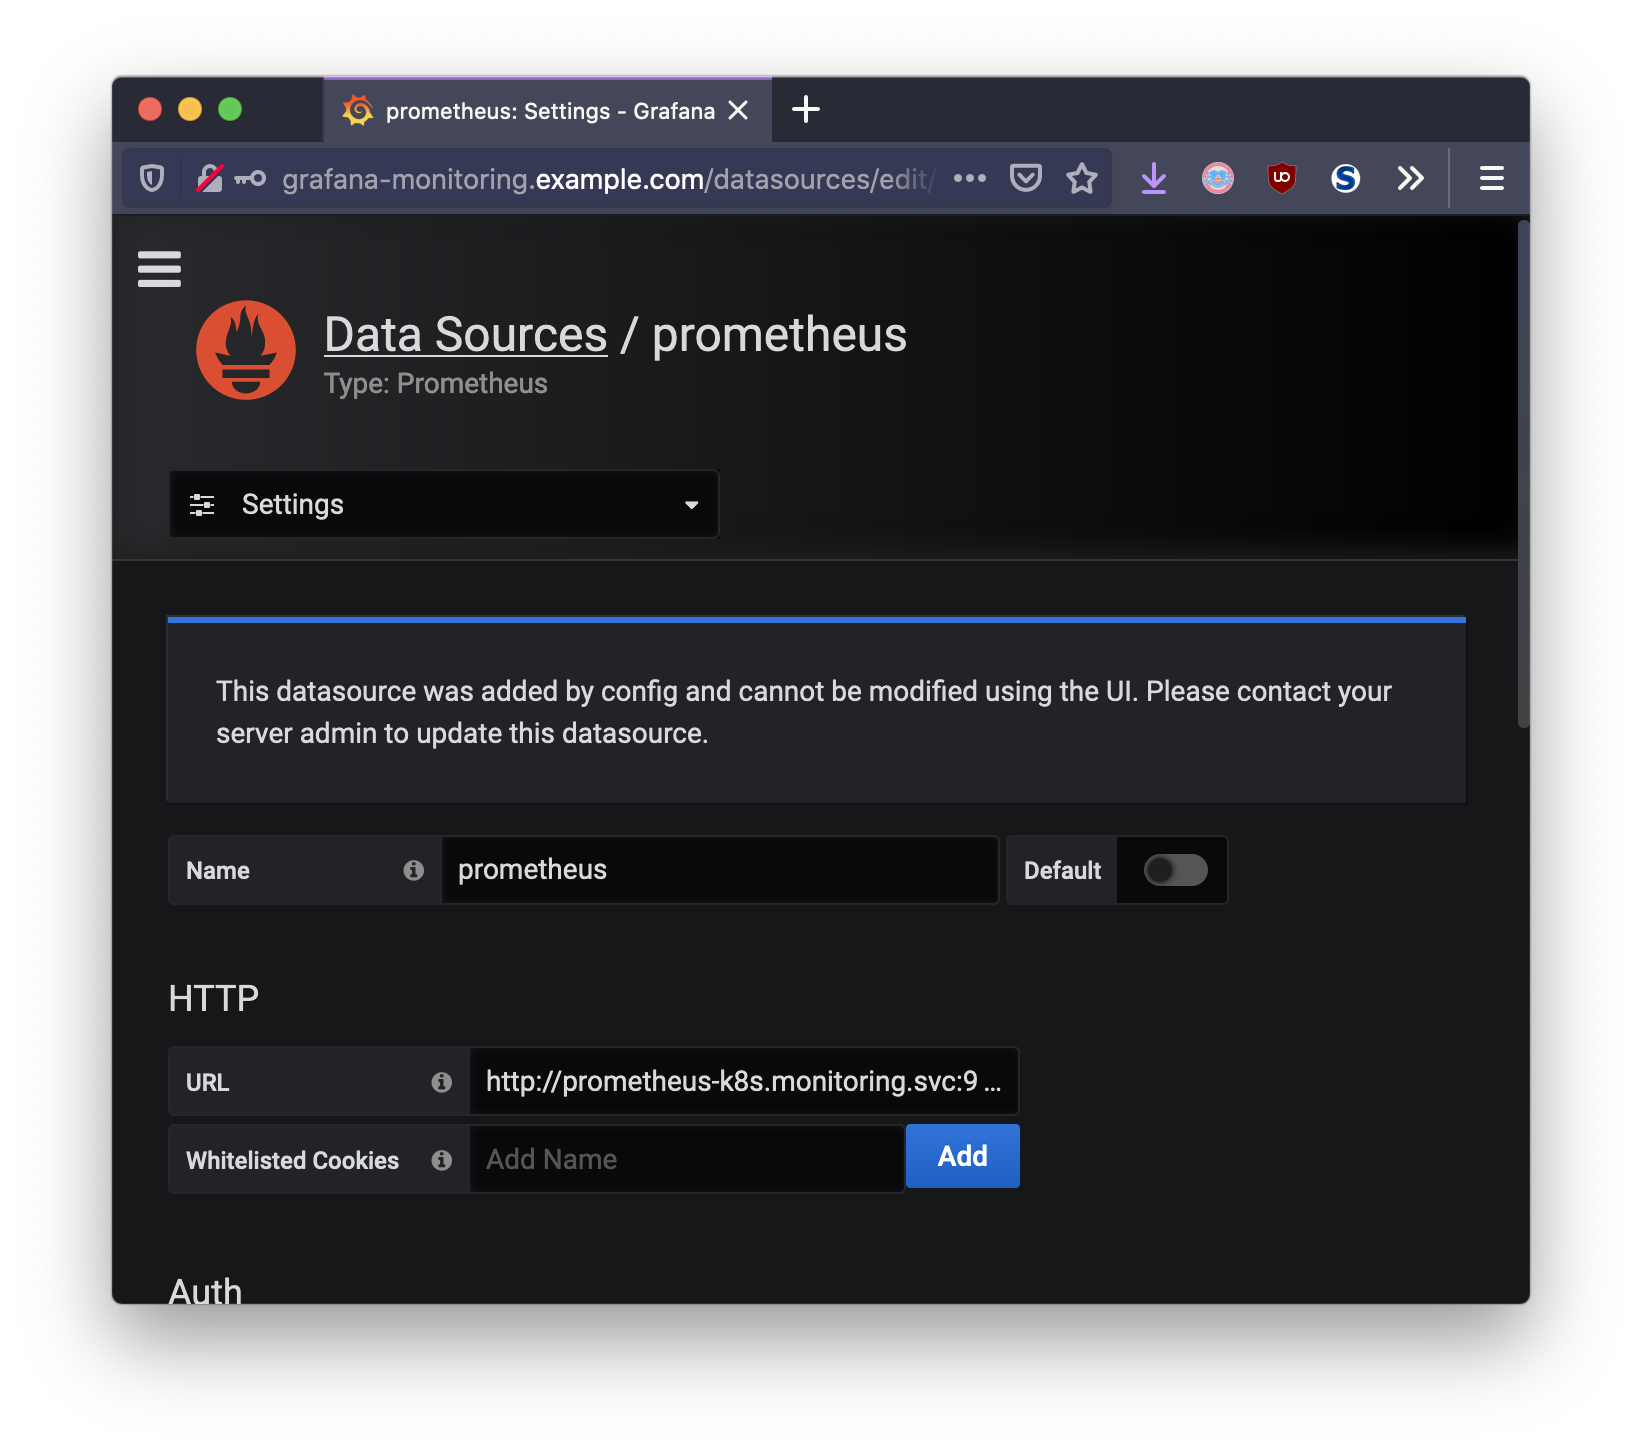 prometheus: Settings - Grafana
grafana-monitoring.example.com/datasources/edit/
Data Sources / prometheus
Type: Prometheus
Settings
This datasource was added by config and cannot be modified using the UI. Please contact your
server admin to update this datasource.
Name
prometheus
Default
HTTP
URL
http://prometheus-k8s.monitoring.svc:9 ...
Whitelisted Cookies
Add Name
Add
Auth